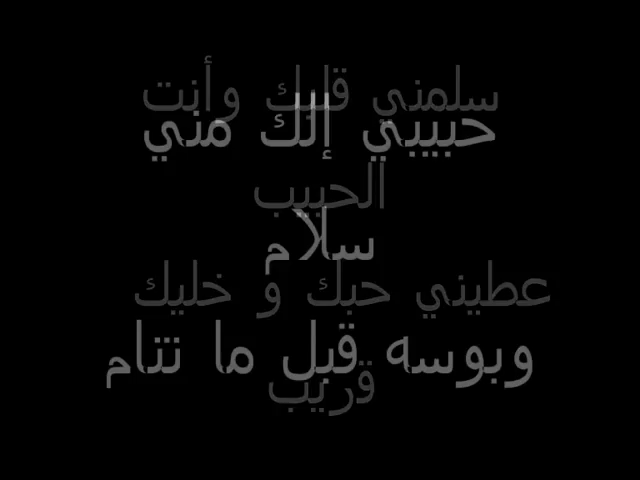 سلمني قلبك وأنت
حبيبي إلك مني
الحبيب
سلام
عطيني حبك و خليك
وبوسه قبل ما تنام
قريب